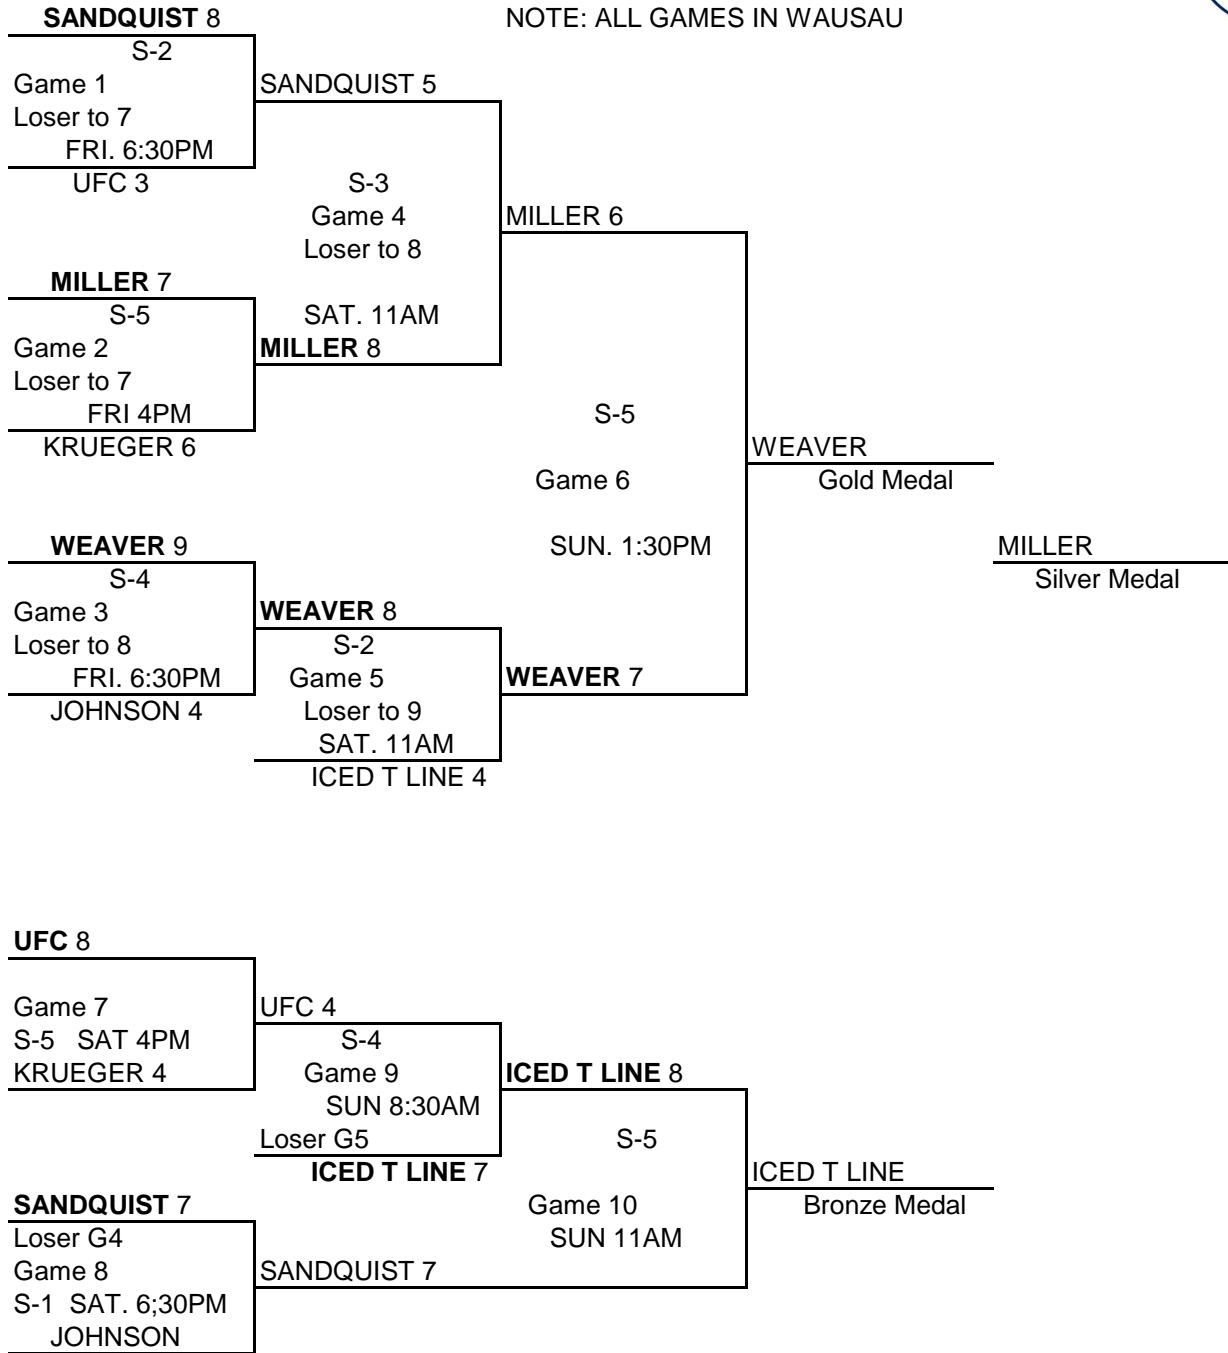 SANDQUIST 8
NOTE: ALL GAMES IN WAUSAU
S-2
Game 1
SANDQUIST 5
Loser to 7
FRI. 6:30PM
UFC 3
S-3
Game 4
MILLER 6
Loser to 8
MILLER 7
S-5
SAT. 11AM
Game 2
MILLER 8
Loser to 7
FRI 4PM
S-5
KRUEGER 6
WEAVER
Game 6
Gold Medal
WEAVER 9
SUN. 1:30PM
MILLER
S-4
Silver Medal
Game 3
WEAVER 8
Loser to 8
S-2
FRI. 6:30PM
Game 5
WEAVER 7
JOHNSON 4
Loser to 9
SAT. 11AM
ICED T LINE 4
UFC 8
Game 7
UFC 4
S-5 SAT 4PM
S-4
KRUEGER 4
Game 9
ICED T LINE 8
SUN 8:30AM
Loser G5
S-5
ICED T LINE 7
ICED T LINE
SANDQUIST 7
Game 10
Bronze Medal
Loser G4
SUN 11AM
Game 8
SANDQUIST 7
S-1 SAT. 6;30PM
JOHNSON